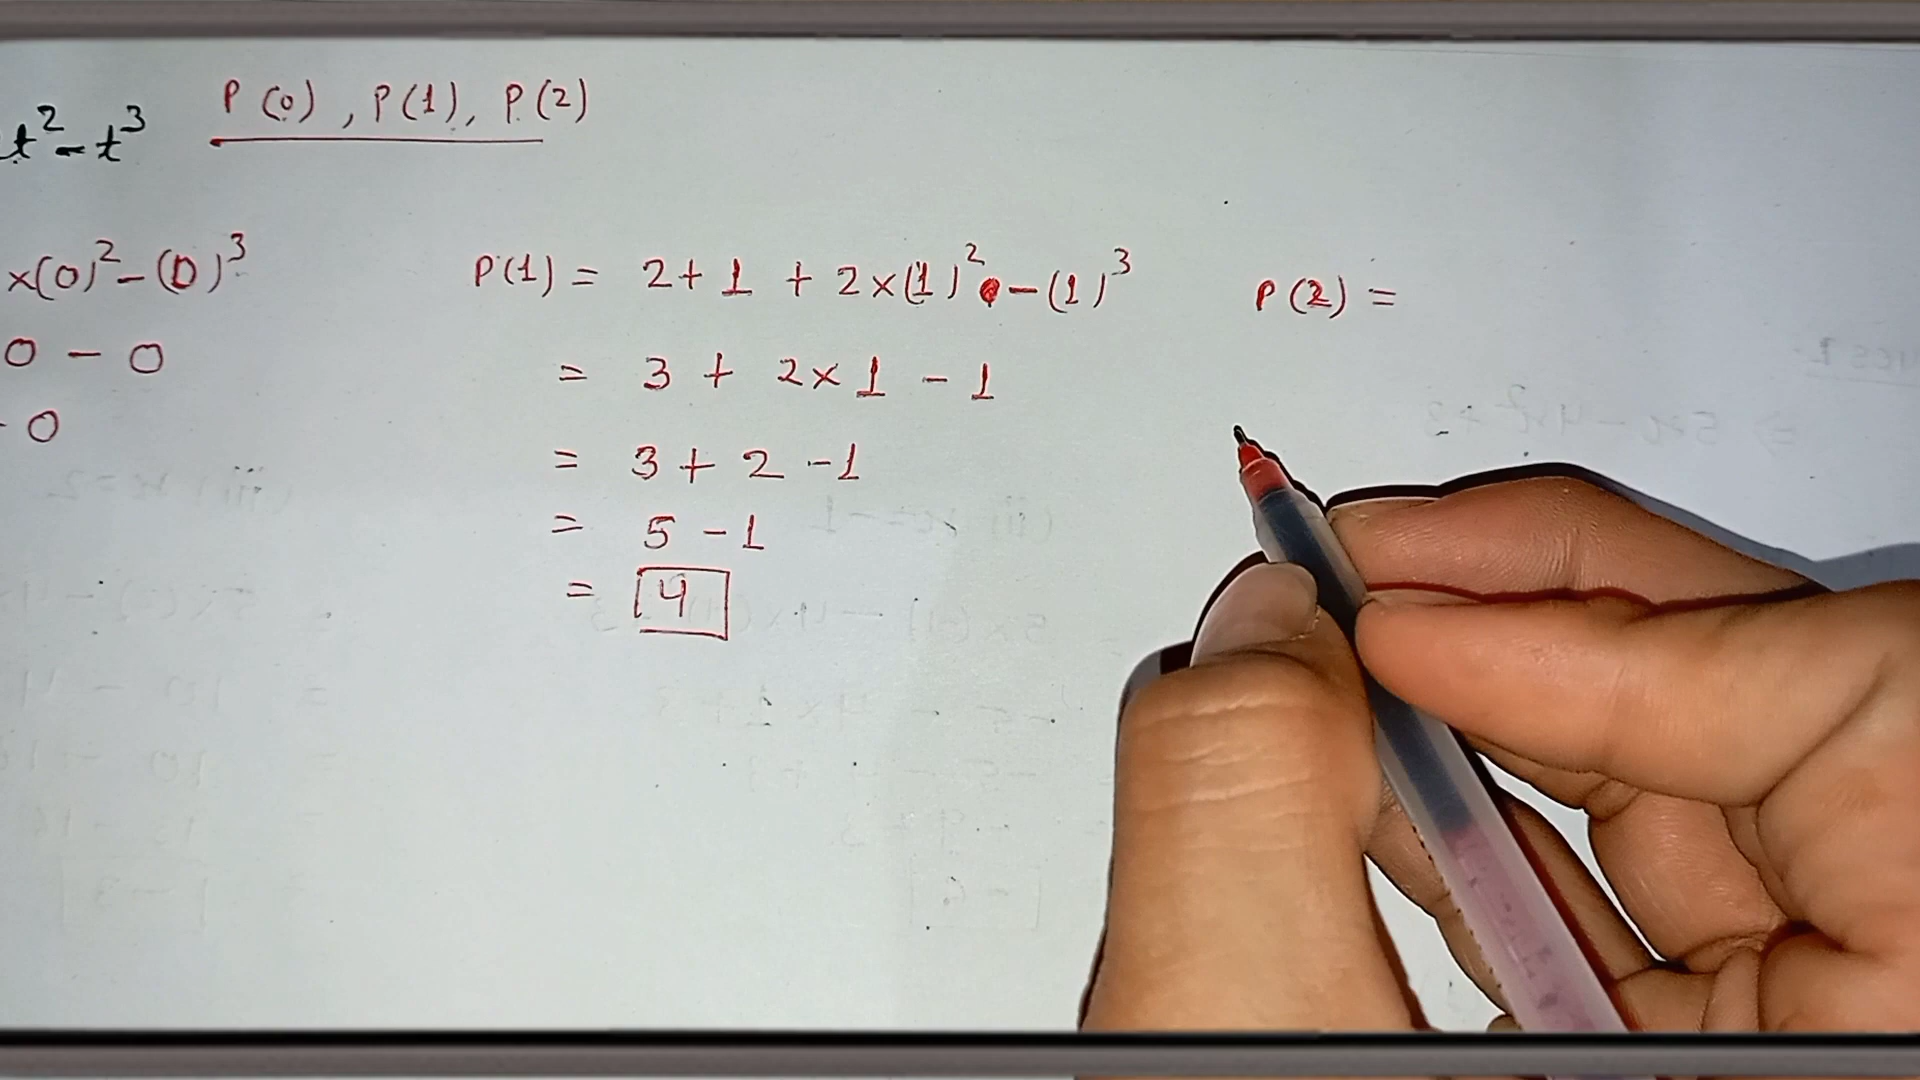 t² - t³ P(0), P(1), P(2)
×(0)² - (0)³
0 - 0
- 0
P(1) = 2 + 1 + 2×(1)² - (1)³
= 3 + 2×1 - 1
= 3 + 2 - 1
= 5 - 1
= 4
P(2) =